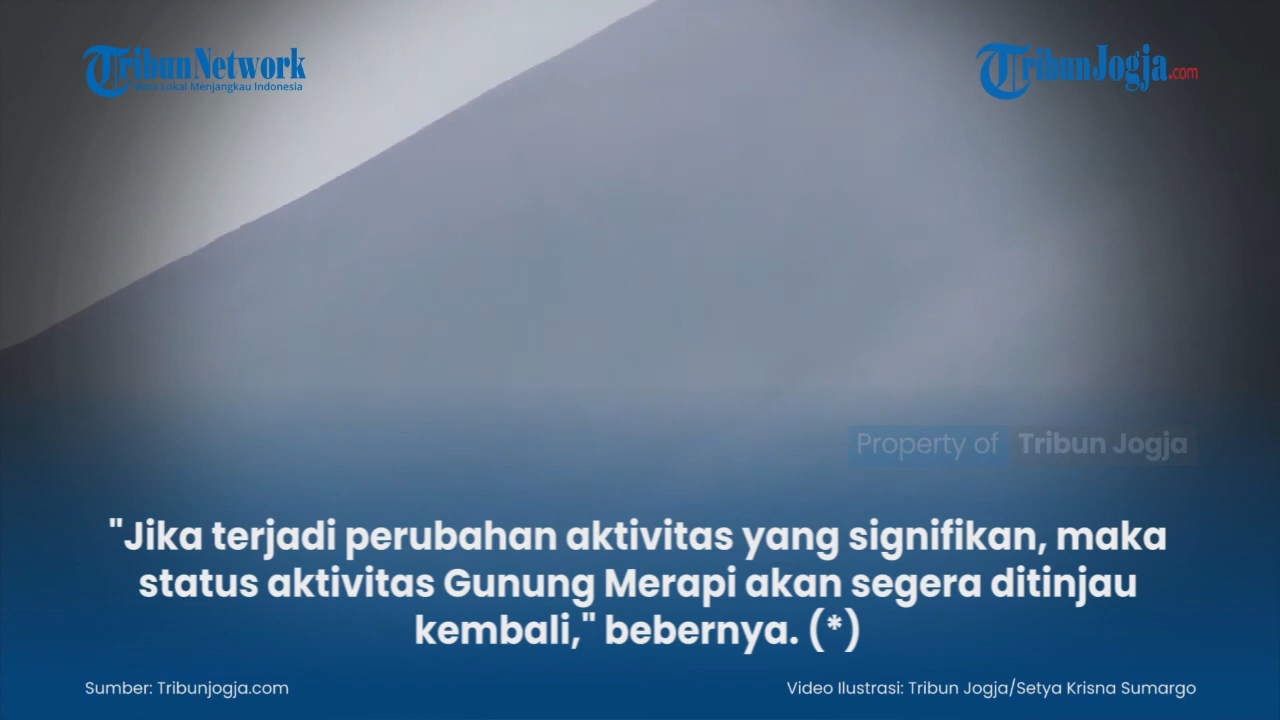 TribunNetwork
Mata Lokal Menjangkau Indonesia
TribunJogja.com
Property of Tribun Jogja
"Jika terjadi perubahan aktivitas yang signifikan, maka
status aktivitas Gunung Merapi akan segera ditinjau
kembali," bebernya. (*)
Sumber: Tribunjogja.com
Video Ilustrasi: Tribun Jogja/Setya Krisna Sumargo